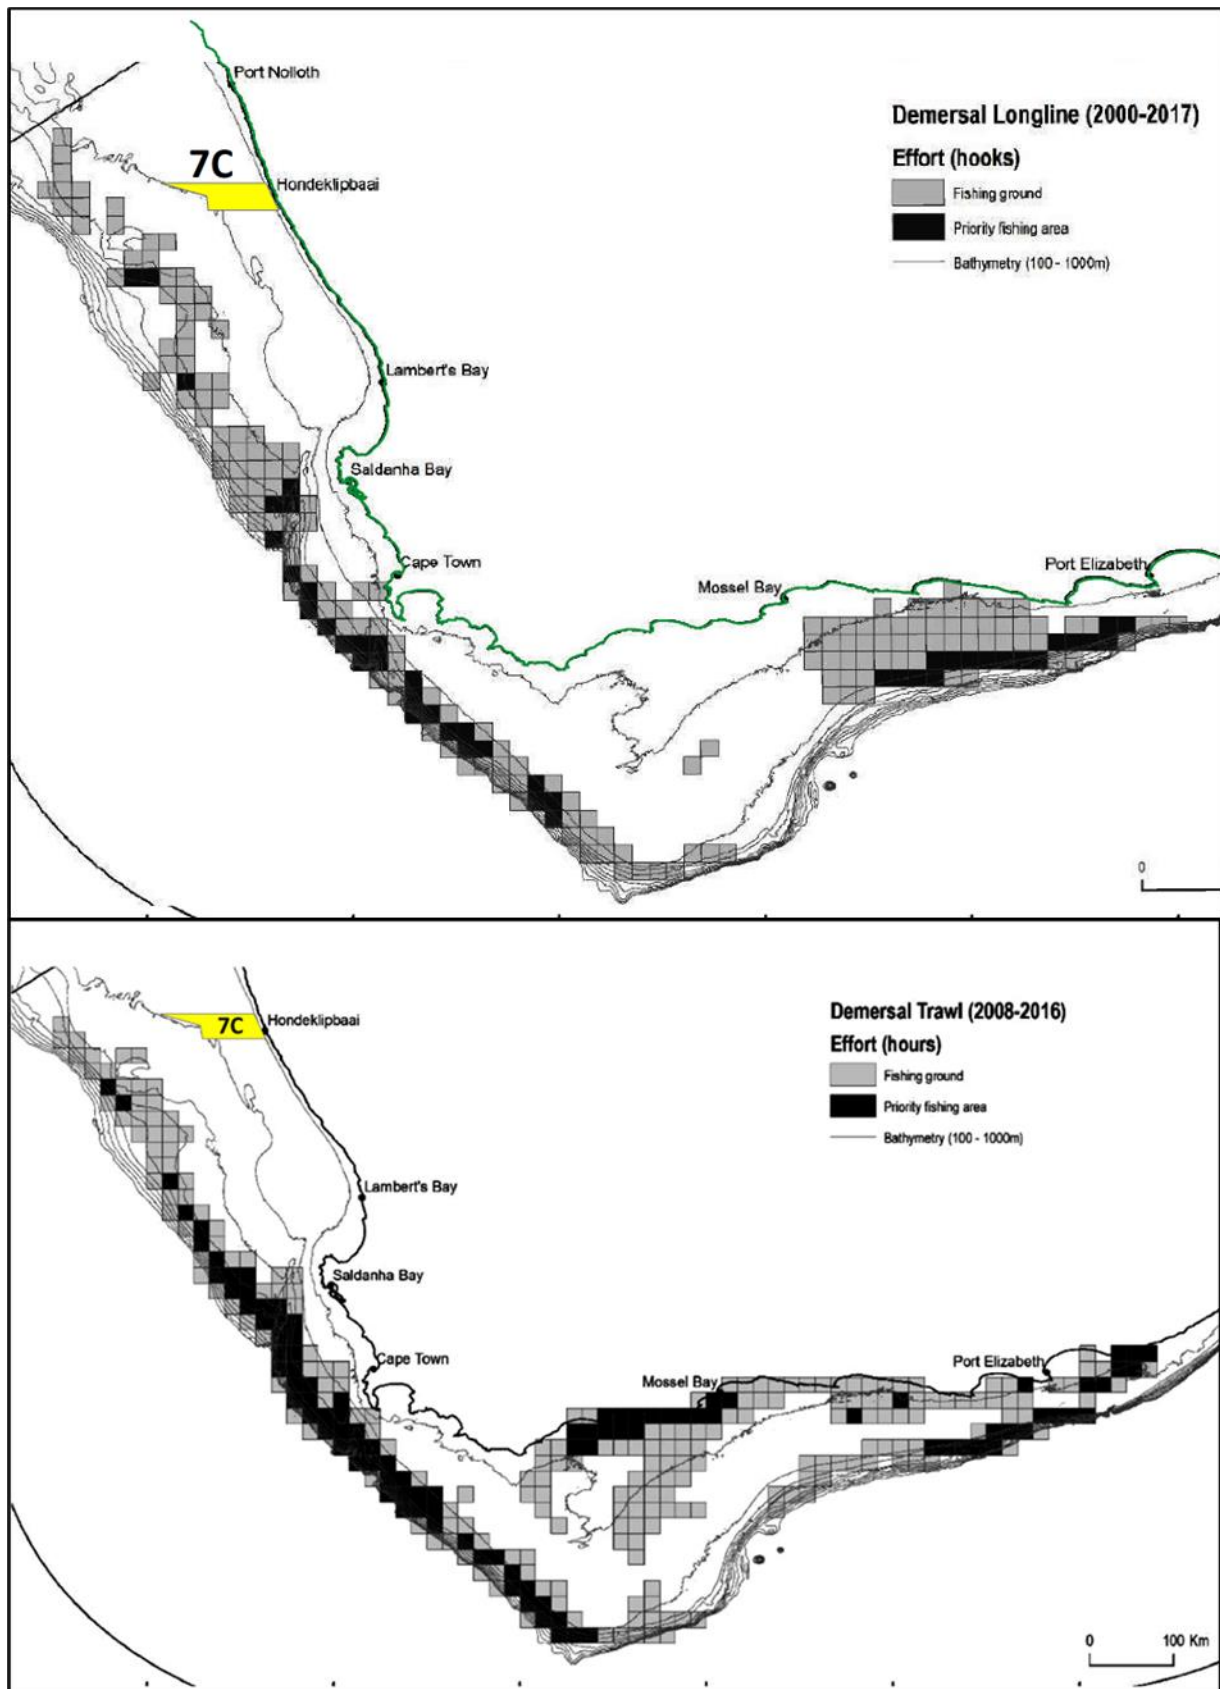 Port Nolloth
7C
Hondeklipbaai
Demersal Longline (2000-2017)
Effort (hooks)
Fishing ground
Priority fishing area
Bathymetry (100 - 1000m)
Lambert's Bay
Saldanha Bay
Cape Town
Mossel Bay
Port Elizabeth
0
7C
Hondeklipbaai
Demersal Trawl (2008-2016)
Effort (hours)
Fishing ground
Priority fishing area
Bathymetry (100 - 1000m)
Lambert's Bay
Saldanha Bay
Cape Town
Mossel Bay
Port Elizabeth
0 100 Km